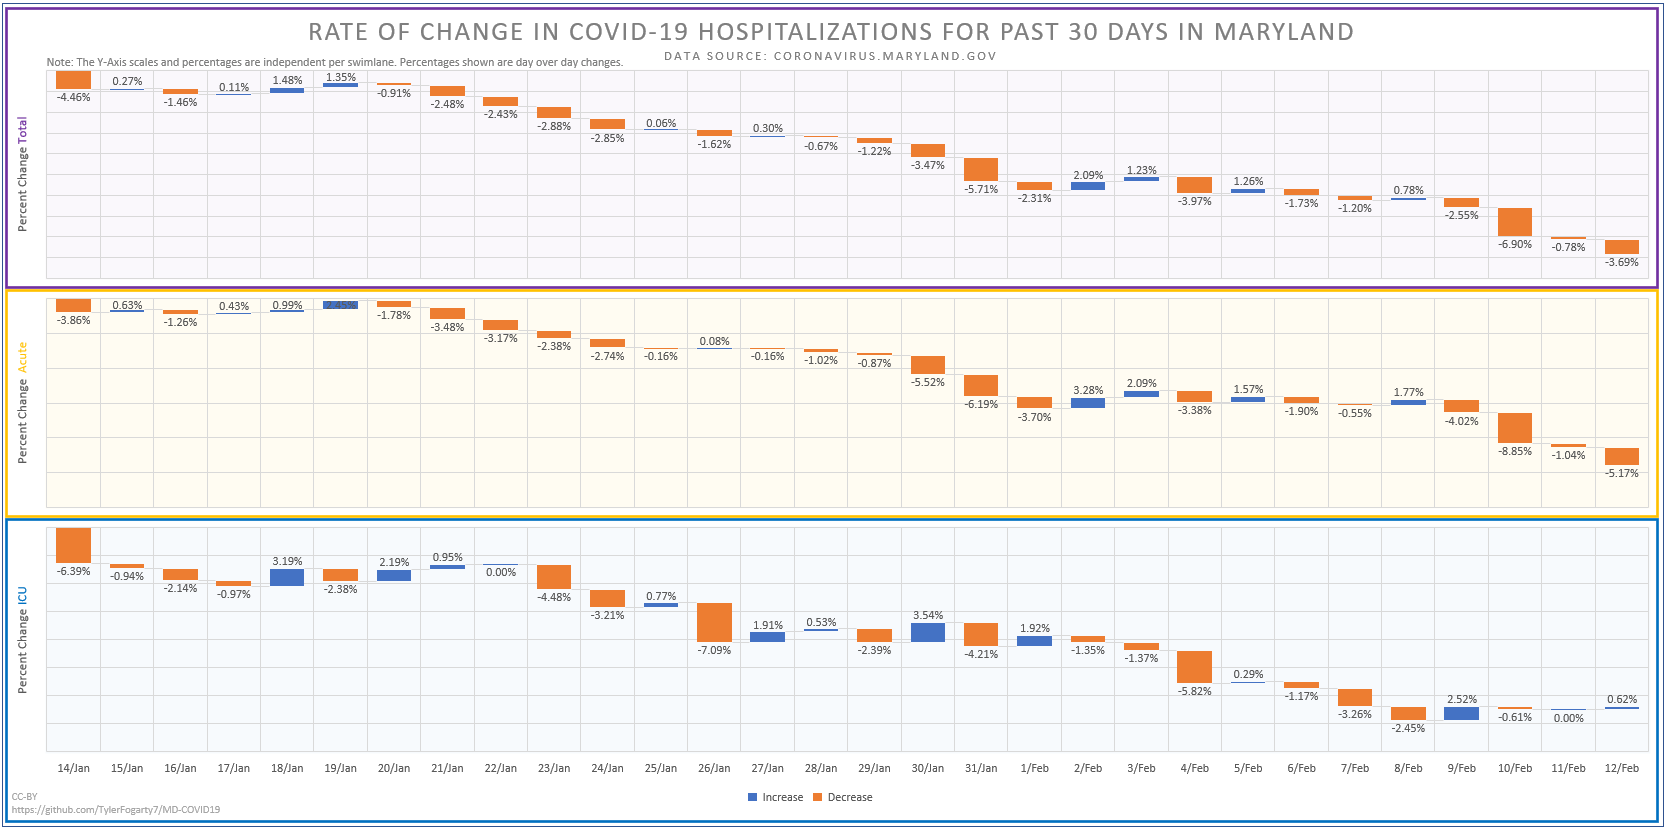 RATE OF CHANGE IN COVID-19 HOSPITALIZATIONS FOR PAST 30 DAYS IN MARYLAND
DATA SOURCE: CORONAVIRUS.MARYLAND.GOV
Note: The Y-Axis scales and percentages are independent per swimlane. Percentages shown are day over day changes.
Percent Change Total
-4.46% 0.27% -1.46% 0.11% 1.48% 1.35% -0.91% -2.48% -2.43% -2.88% -2.85% 0.06% -1.62% 0.30% -0.67% -1.22% -3.47% -5.71% -2.31% 2.09% 1.23% -3.97% 1.26% -1.73% -1.20% 0.78% -2.55% -6.90% -0.78% -3.69%
Percent Change Acute
-3.86% 0.63% -1.26% 0.43% 0.99% 2.45% -1.78% -3.48% -3.17% -2.38% -2.74% -0.16% 0.08% -0.16% -1.02% -0.87% -5.52% -6.19% -3.70% 3.28% 2.09% -3.38% 1.57% -1.90% -0.55% 1.77% -4.02% -8.85% -1.04% -5.17%
Percent Change ICU
-6.39% -0.94% -2.14% -0.97% 3.19% -2.38% 2.19% 0.95% 0.00% -4.48% -3.21% 0.77% -7.09% 1.91% 0.53% -2.39% 3.54% -4.21% 1.92% -1.35% -1.37% -5.82% 0.29% -1.17% -3.26% -2.45% 2.52% -0.61% 0.00% 0.62%
14/Jan 15/Jan 16/Jan 17/Jan 18/Jan 19/Jan 20/Jan 21/Jan 22/Jan 23/Jan 24/Jan 25/Jan 26/Jan 27/Jan 28/Jan 29/Jan 30/Jan 31/Jan 1/Feb 2/Feb 3/Feb 4/Feb 5/Feb 6/Feb 7/Feb 8/Feb 9/Feb 10/Feb 11/Feb 12/Feb
Increase Decrease
CC-BY
https://github.com/TylerFogarty7/MD-COVID19